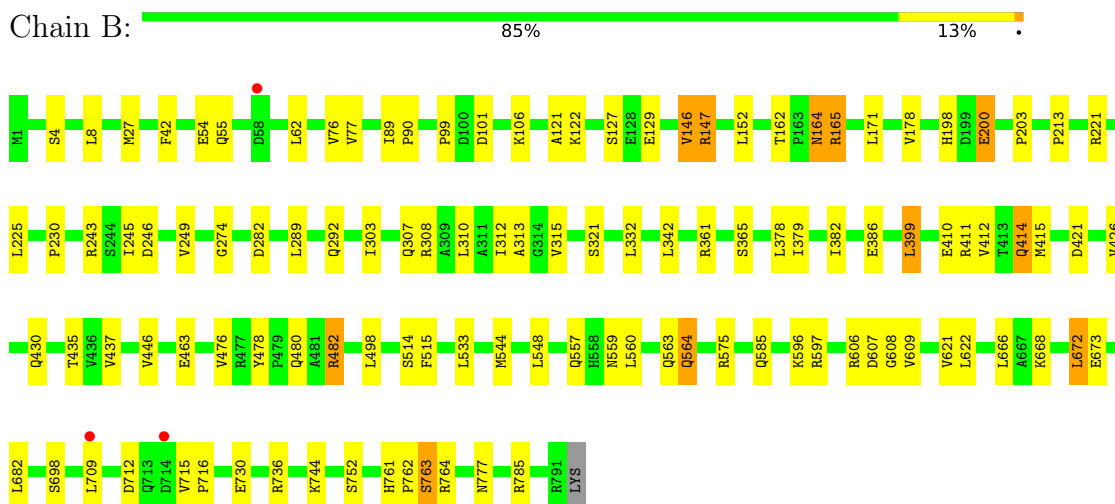 Chain B:
85% 13% •
M1 S4 L8 M27 F42 E54 Q55 D58 L62 V76 V77 I89 P90 P99 D100 D101 K106 A121 K122 S127 E128 E129 V146 R147 L152 T162 P163 N164 R165 L171 V178 H198 D199 E200 P203 P213 R221
L225 P230 R243 S244 I245 D246 V249 G274 D282 L289 Q292 I303 Q307 R308 A309 L310 A311 I312 A313 G314 V315 S321 L332 L342 R361 S365 L378 I379 I382 E386 L399 E410 R411 V412 T413 Q414 M415 D421 V426
Q430 T435 V436 V437 V446 E463 V476 R477 Y478 P479 Q480 A481 R482 L498 S514 F515 L533 M544 L548 Q557 H558 N559 L560 Q563 Q564 R575 Q585 K596 R597 R606 D607 G608 V609 V621 L622 L666 A667 K668 L672 E673
L682 S698 L709 D712 Q713 D714 V715 P716 E730 R736 K744 S752 H761 P762 S763 R764 N777 R785 R791 LYS